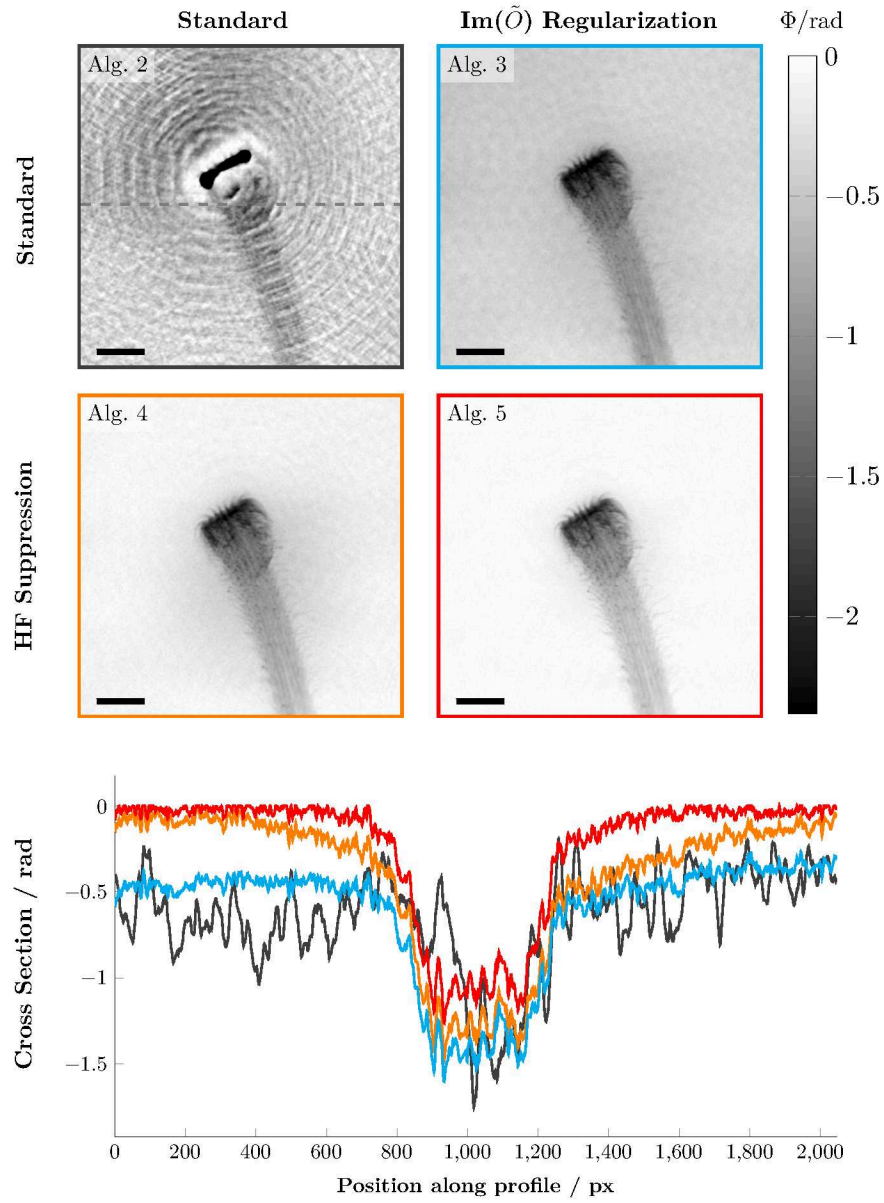 Standard
Im(Õ) Regularization
Φ/rad
Standard
Alg. 2
Alg. 3
HF Suppression
Alg. 4
Alg. 5
0
−0.5
−1
−1.5
−2
Cross Section / rad
0
−0.5
−1
−1.5
0 200 400 600 800 1,000 1,200 1,400 1,600 1,800 2,000
Position along profile / px